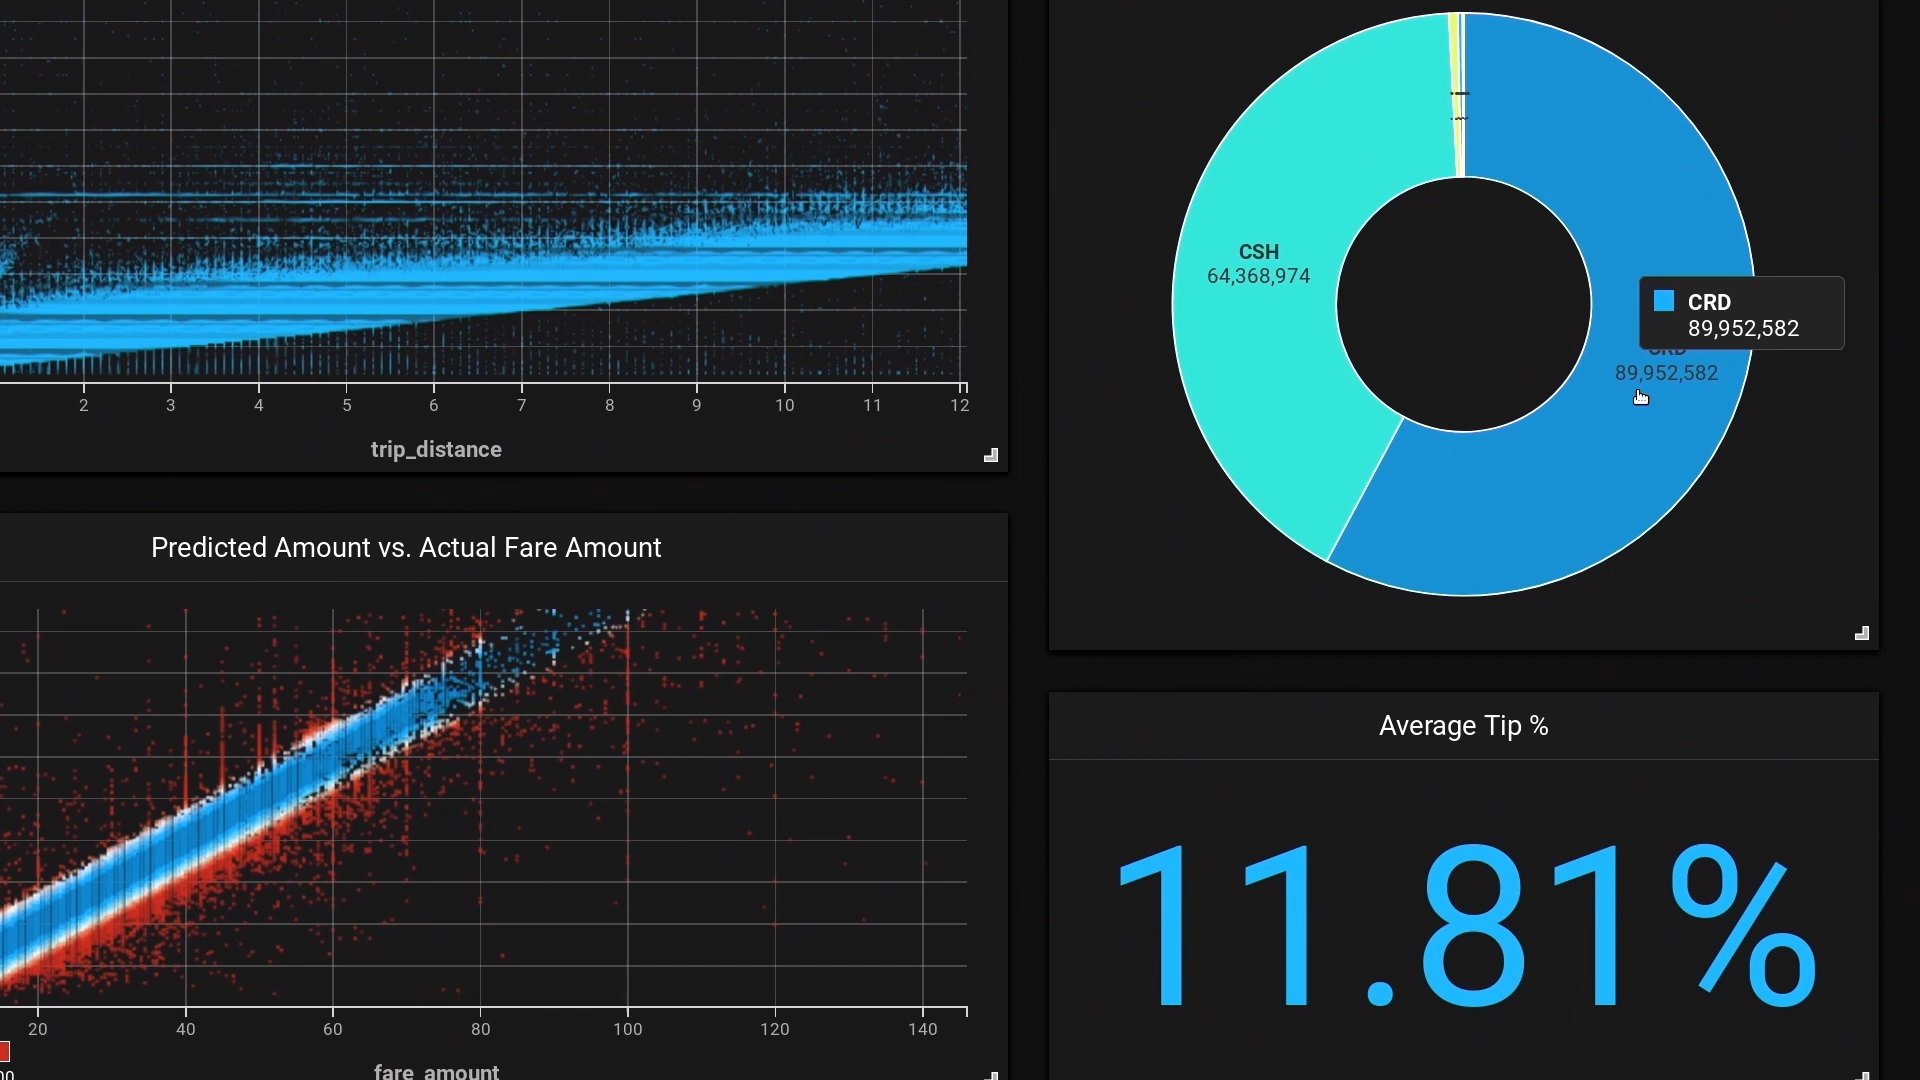 2 3 4 5 6 7 8 9 10 11 12
trip_distance
Predicted Amount vs. Actual Fare Amount
20 40 60 80 100 120 140
fare_amount
CSH
64,368,974
CRD
89,952,582
CRD
89,952,582
Average Tip %
11.81%